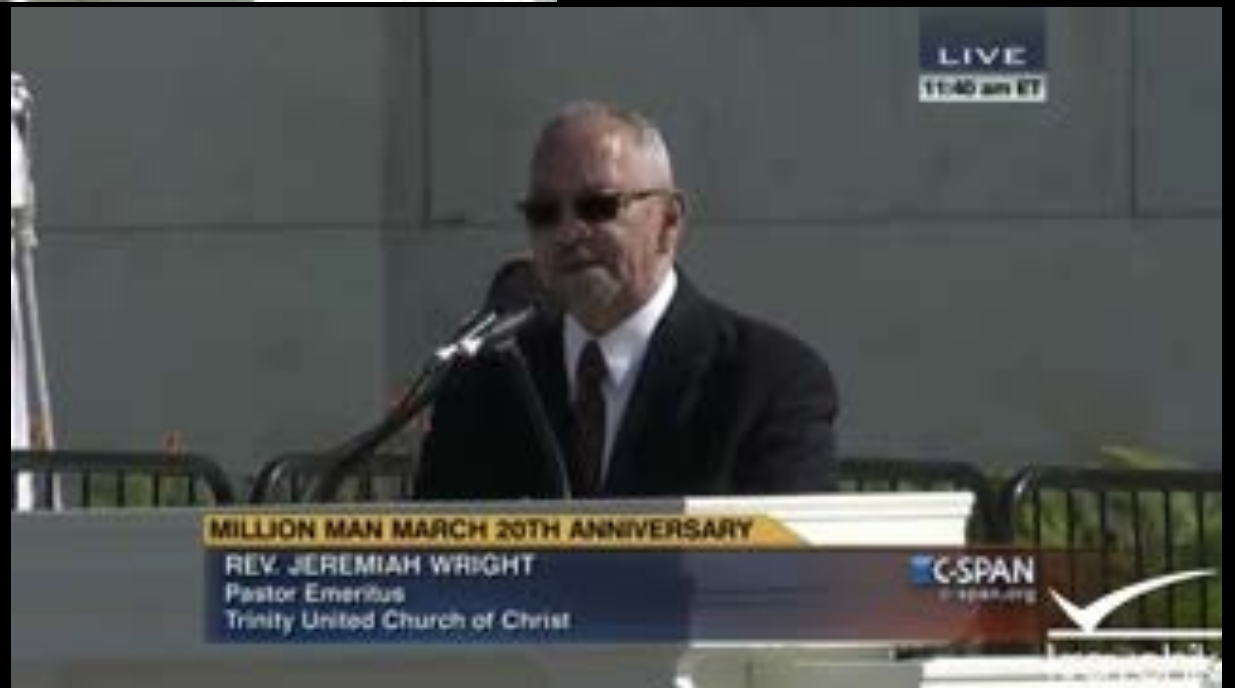 LIVE
11:40 am ET
MILLION MAN MARCH 20TH ANNIVERSARY
REV. JEREMIAH WRIGHT
Pastor Emeritus
Trinity United Church of Christ
C-SPAN
c-span.org